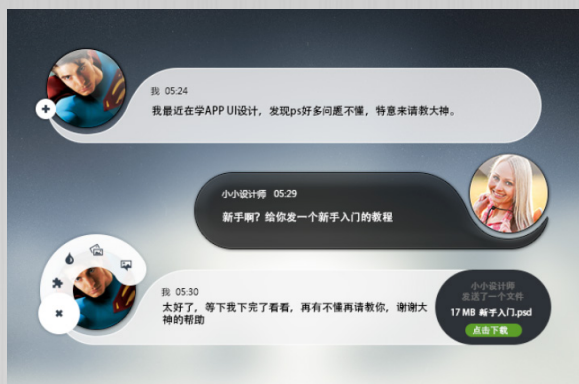 我 05:24
我最近在学APP UI设计，发现ps好多问题不懂，特意来请教大神。
小小设计师 05:29
新手啊？给你发一个新手入门的教程
我 05:30
太好了，等下我下完了看看，再有不懂再请教你，谢谢大
神的帮助
小小设计师
发送了一个文件
17 MB 新手入门.psd
点击下载